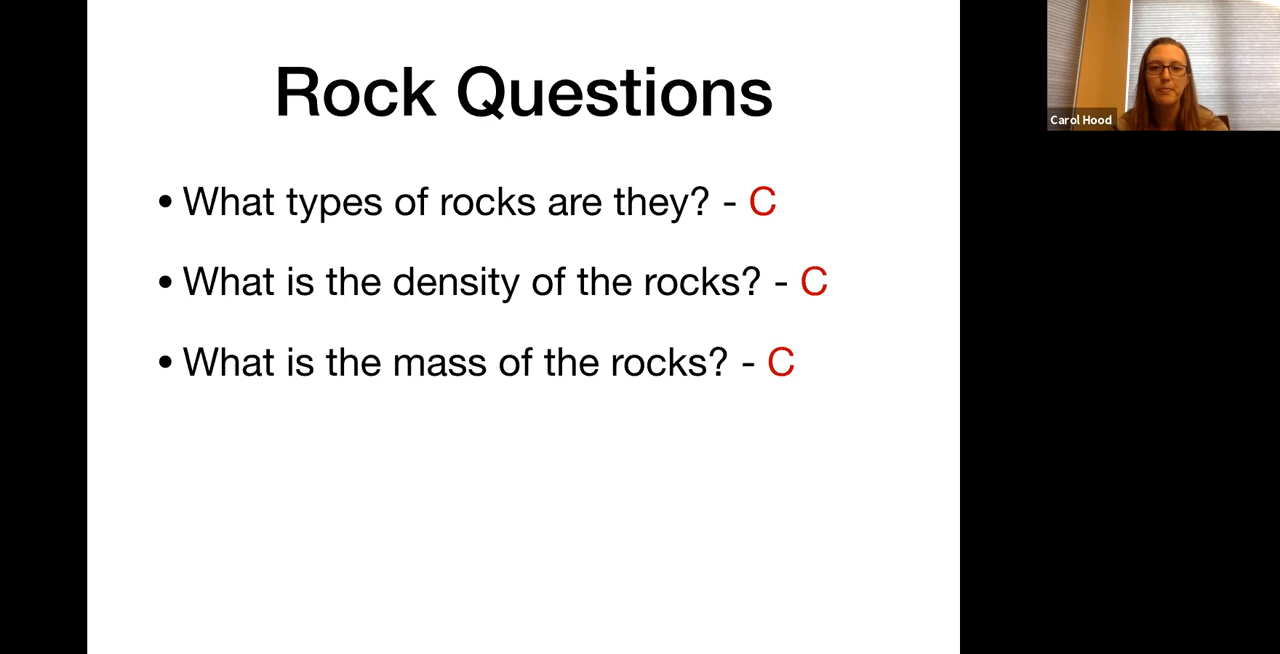 Rock Questions
• What types of rocks are they? - C
• What is the density of the rocks? - C
• What is the mass of the rocks? - C
Carol Hood